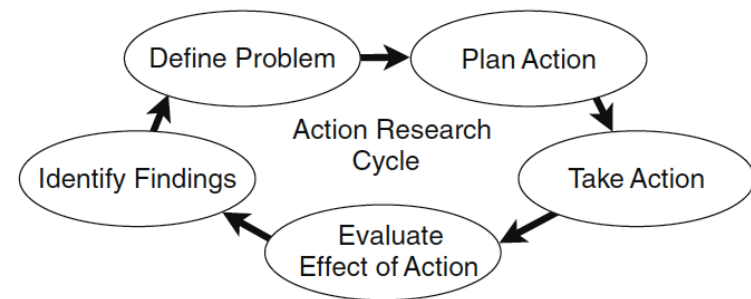 Define Problem
Plan Action
Action Research
Cycle
Identify Findings
Take Action
Evaluate
Effect of Action